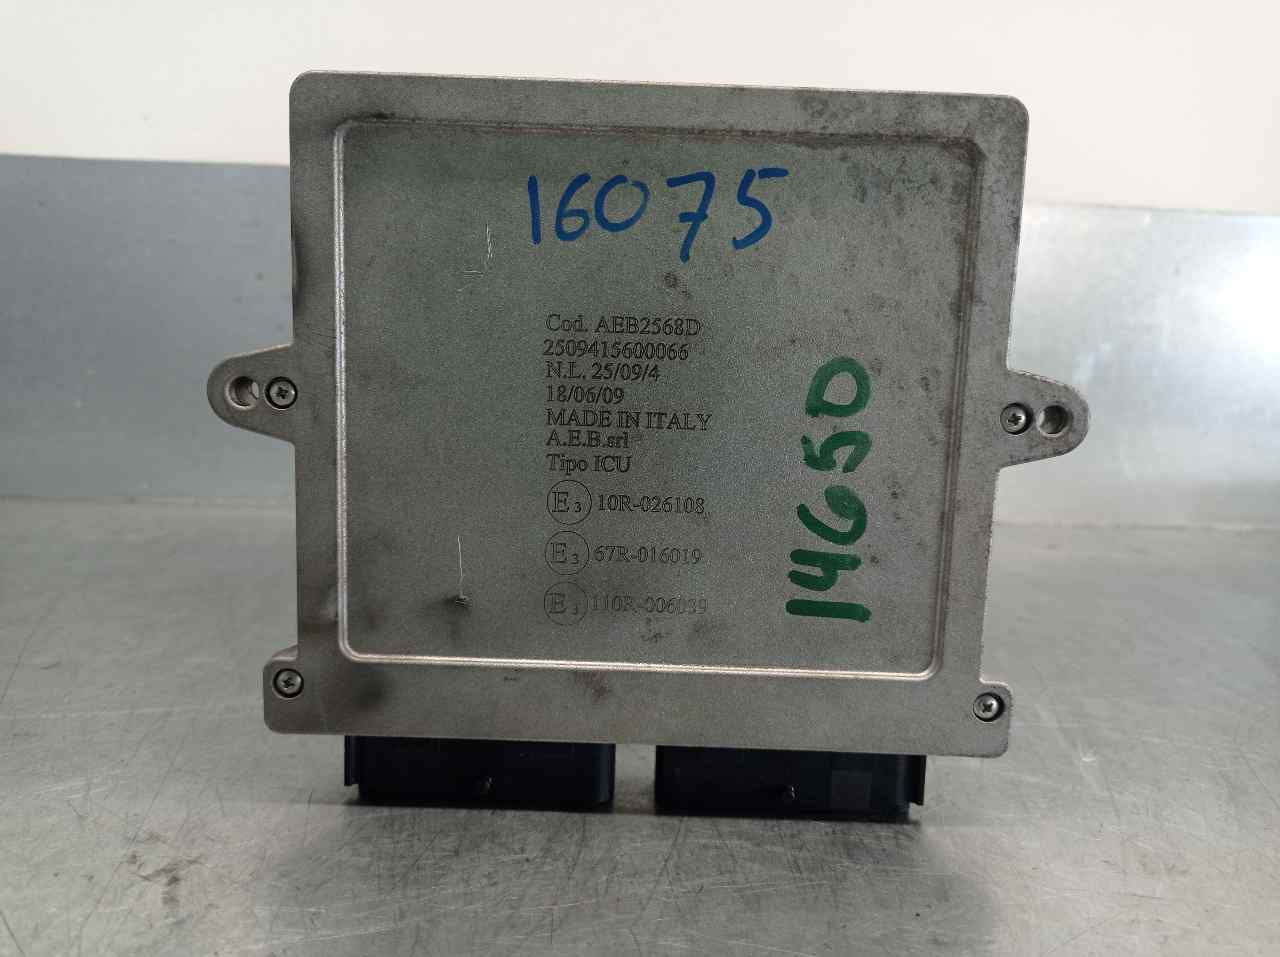 16075
Cod. AEB2568D
2509415600066
N.L. 25/09/4
18/06/09
MADE IN ITALY
A.E.B.srl
Tipo ICU
E3 10R-026108
E3 67R-016019
E3 110R-006039
14650